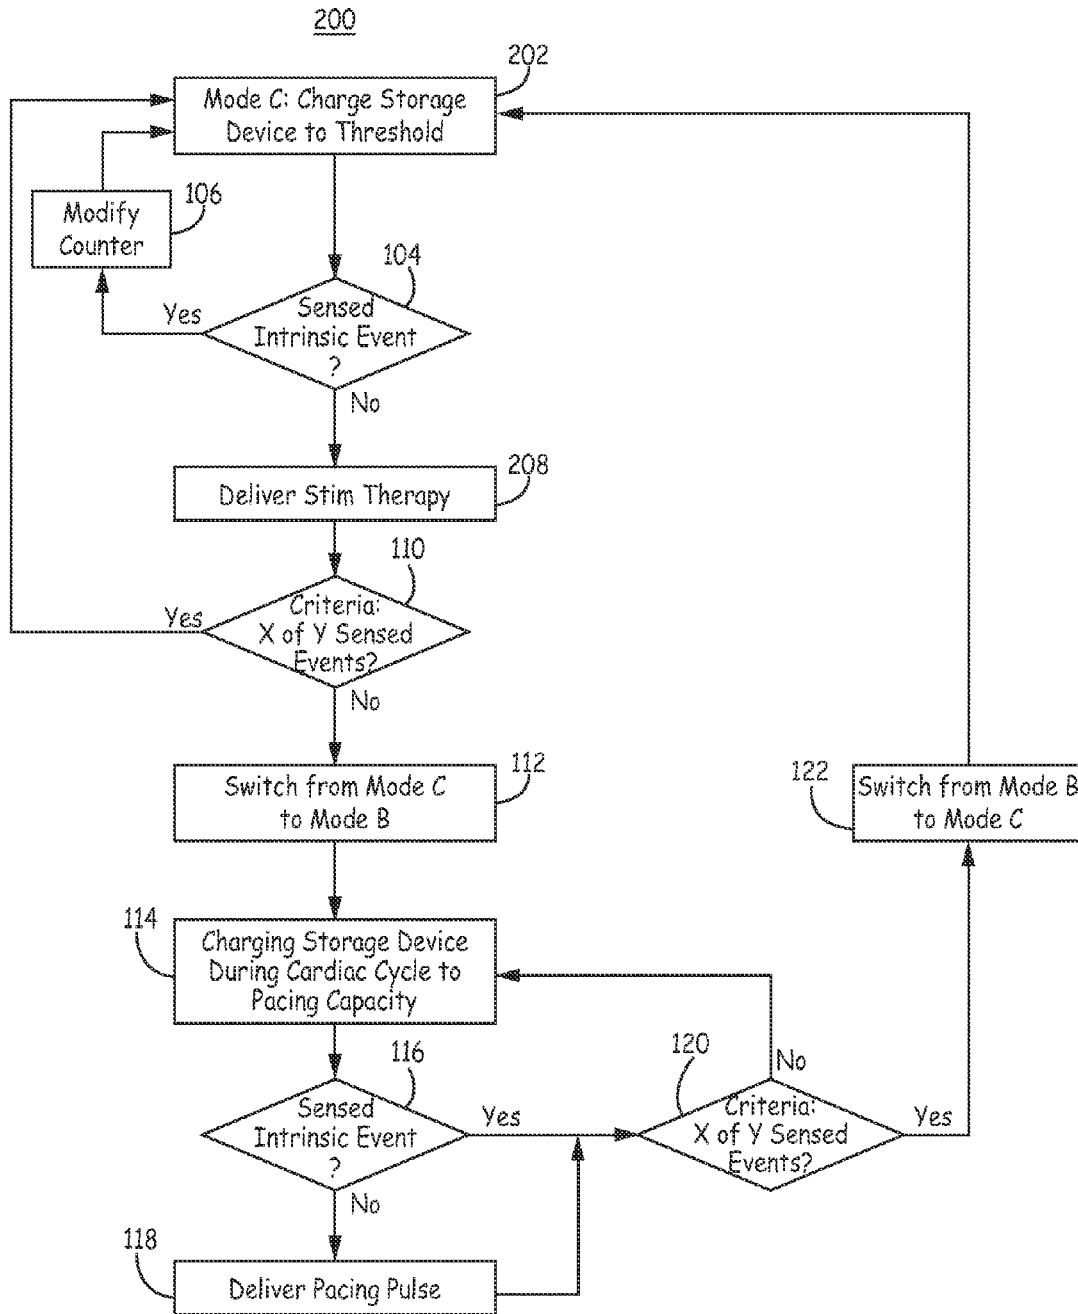 200
202
Mode C: Charge Storage
Device to Threshold
106
Modify
Counter
104
Yes
Sensed
Intrinsic Event
?
No
208
Deliver Stim Therapy
110
Yes
Criteria:
X of Y Sensed
Events?
No
112
Switch from Mode C
to Mode B
122
Switch from Mode B
to Mode C
114
Charging Storage Device
During Cardiac Cycle to
Pacing Capacity
116
Sensed
Intrinsic Event
?
Yes
No
120
No
Criteria:
X of Y Sensed
Events?
Yes
118
Deliver Pacing Pulse